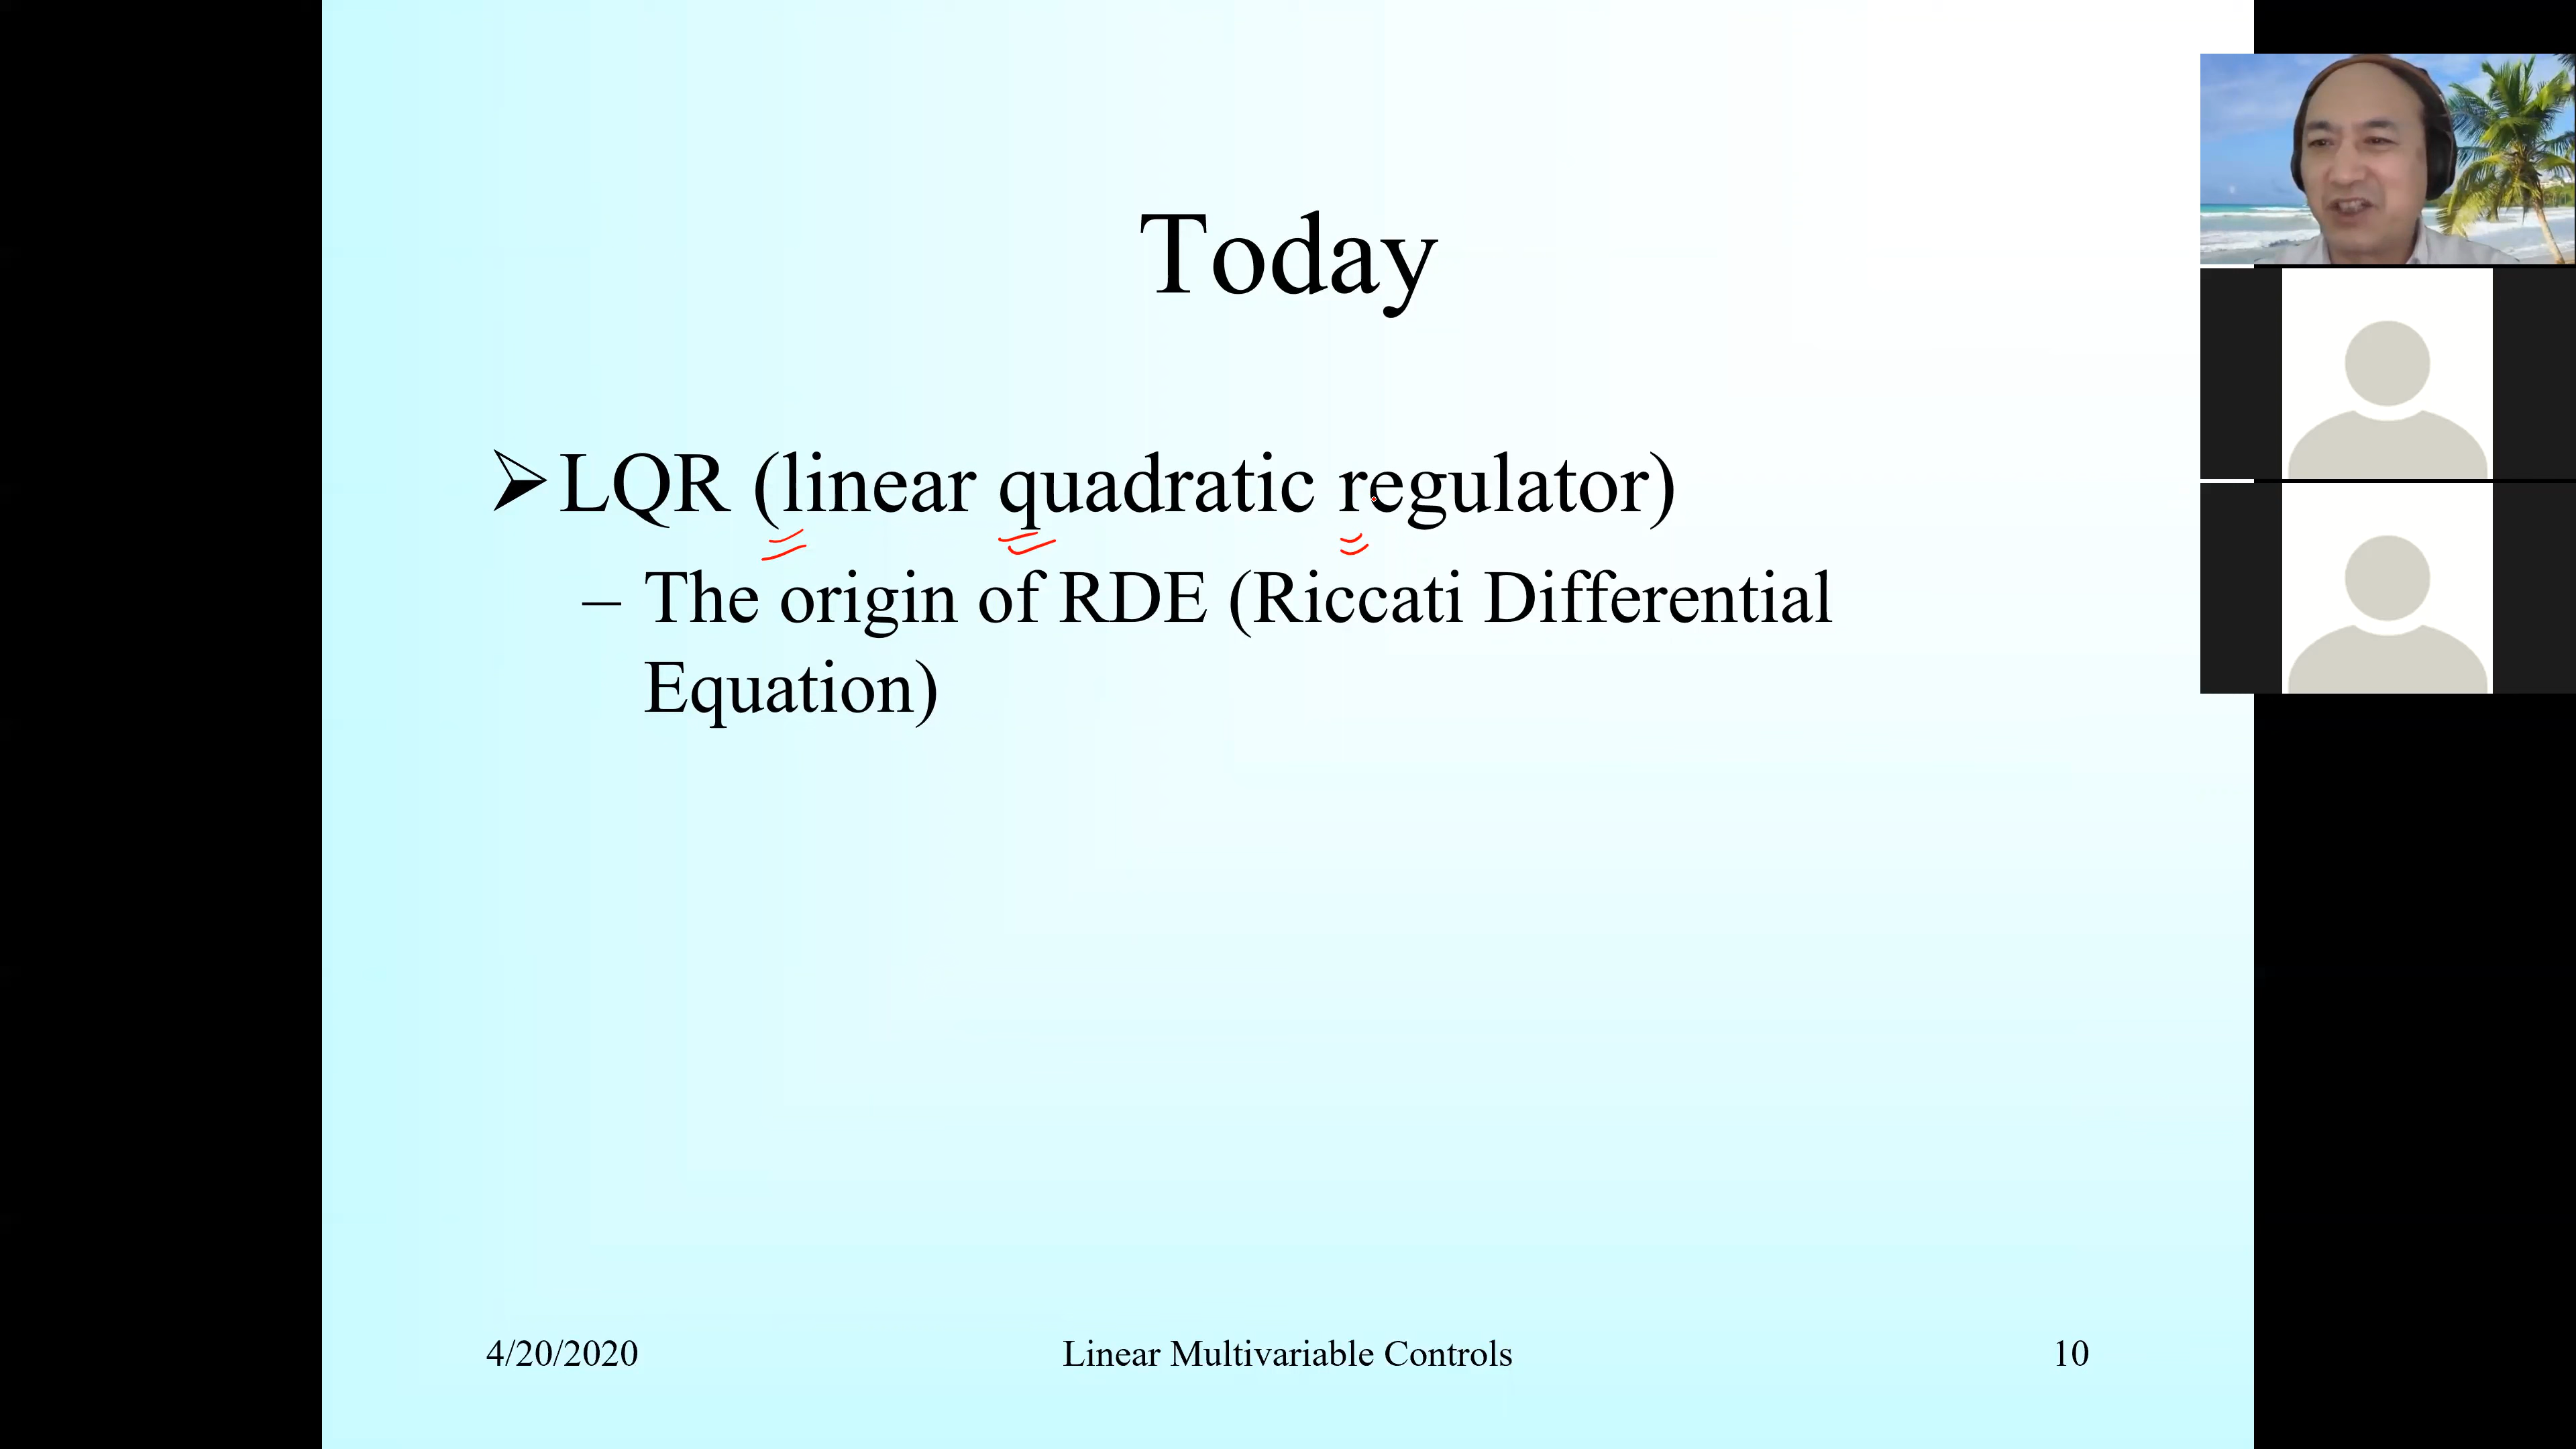 Today
LQR (linear quadratic regulator)
– The origin of RDE (Riccati Differential
Equation)
4/20/2020
Linear Multivariable Controls
10